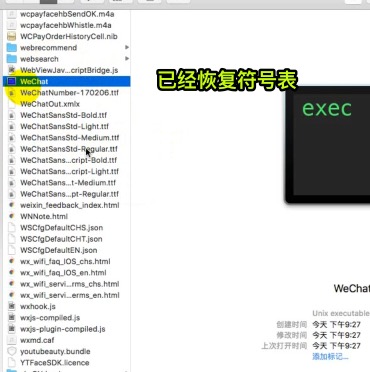 wcpayfacehbSendOK.m4a
wcpayfacehbWhistle.m4a
WCPayOrderHistoryCell.nib
webrecommend
websearch
WebViewJav...criptBridge.js
WeChat
WeChatNumber-170206.ttf
WeChatOut.xmlx
WeChatSansStd-Bold.ttf
WeChatSansStd-Light.ttf
WeChatSansStd-Medium.ttf
WeChatSansStd-Regular.ttf
WeChatSans...cript-Bold.ttf
WeChatSans...cript-Light.ttf
WeChatSans...t-Medium.ttf
WeChatSans...pt-Regular.ttf
weixin_feedback_index.html
WNNote.html
WSCfgDefaultCHS.json
WSCfgDefaultCHT.json
WSCfgDefaultEN.json
wx_wifi_faq_IOS_chs.html
wx_wifi_faq_IOS_en.html
wx_wifi_servi...rms_chs.html
wx_wifi_servi...erms_en.html
wxhook.js
wxjs-compiled.js
wxjs-plugin-compiled.js
wxmd.caf
youtubeauty.bundle
YTFaceSDK.licence
已经恢复符号表
exec
WeChat
Unix executable
创建时间 今天 下午9:27
修改时间 今天 下午9:27
上次打开时间 今天 下午9:27
添加标记...